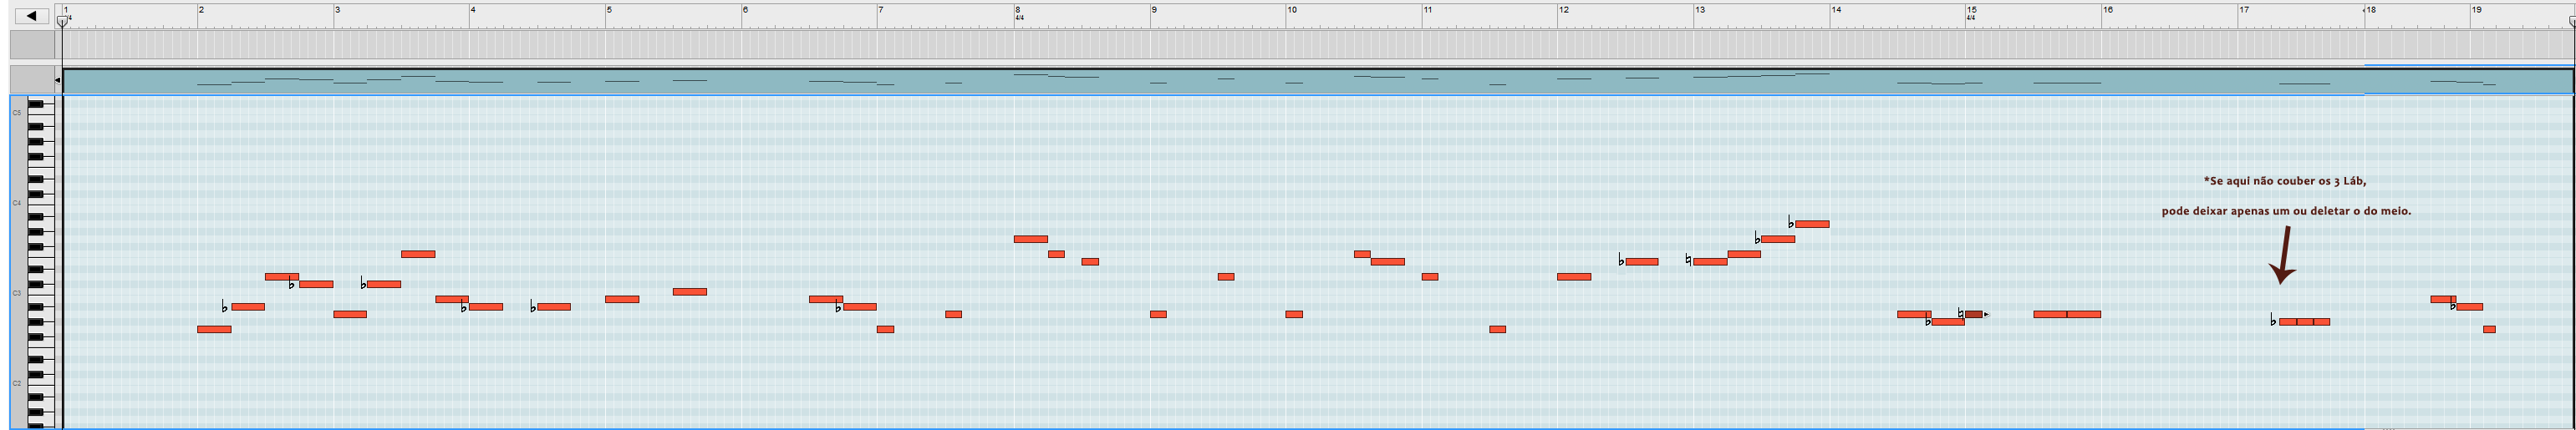 1 2 3 4 5 6 7 8 9 10 11 12 13 14 15 16 17 18 19
4 4/4 4/4
C5
C4
*Se aqui não couber os 3 Láb,
pode deixar apenas um ou deletar o do meio.
C3
C2